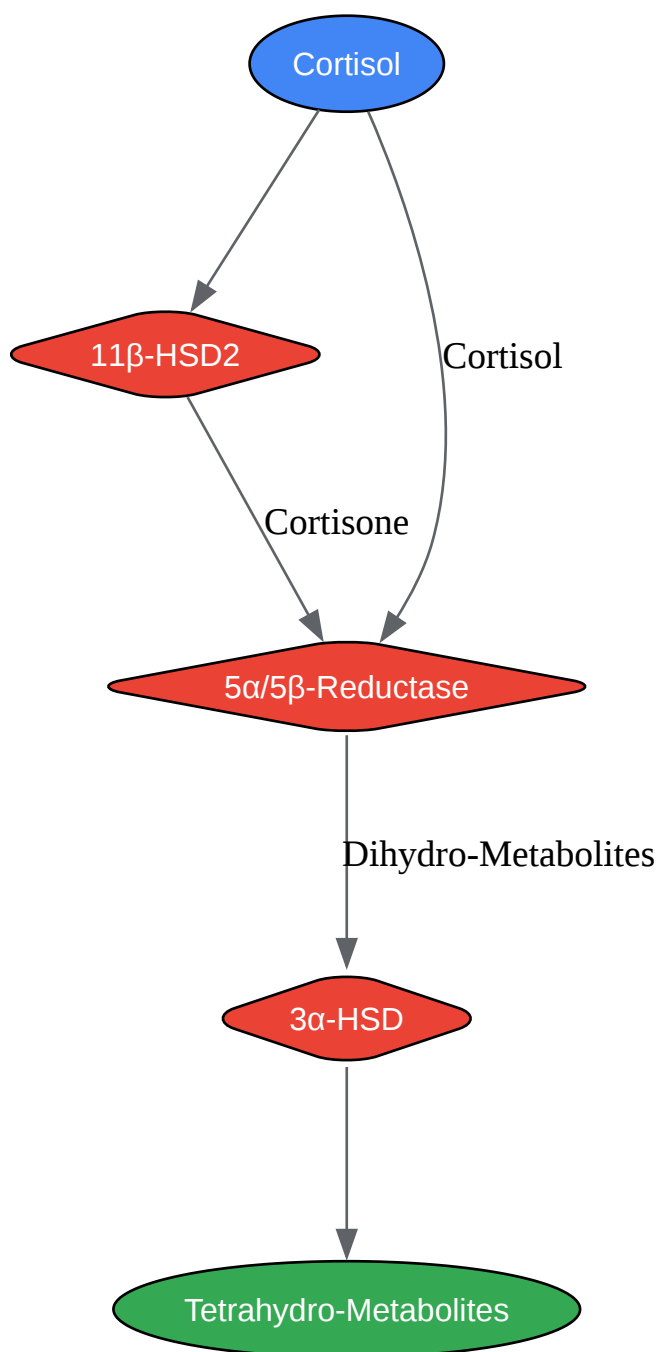 Cortisol
11β-HSD2
Cortisol
Cortisone
5α/5β-Reductase
Dihydro-Metabolites
3α-HSD
Tetrahydro-Metabolites